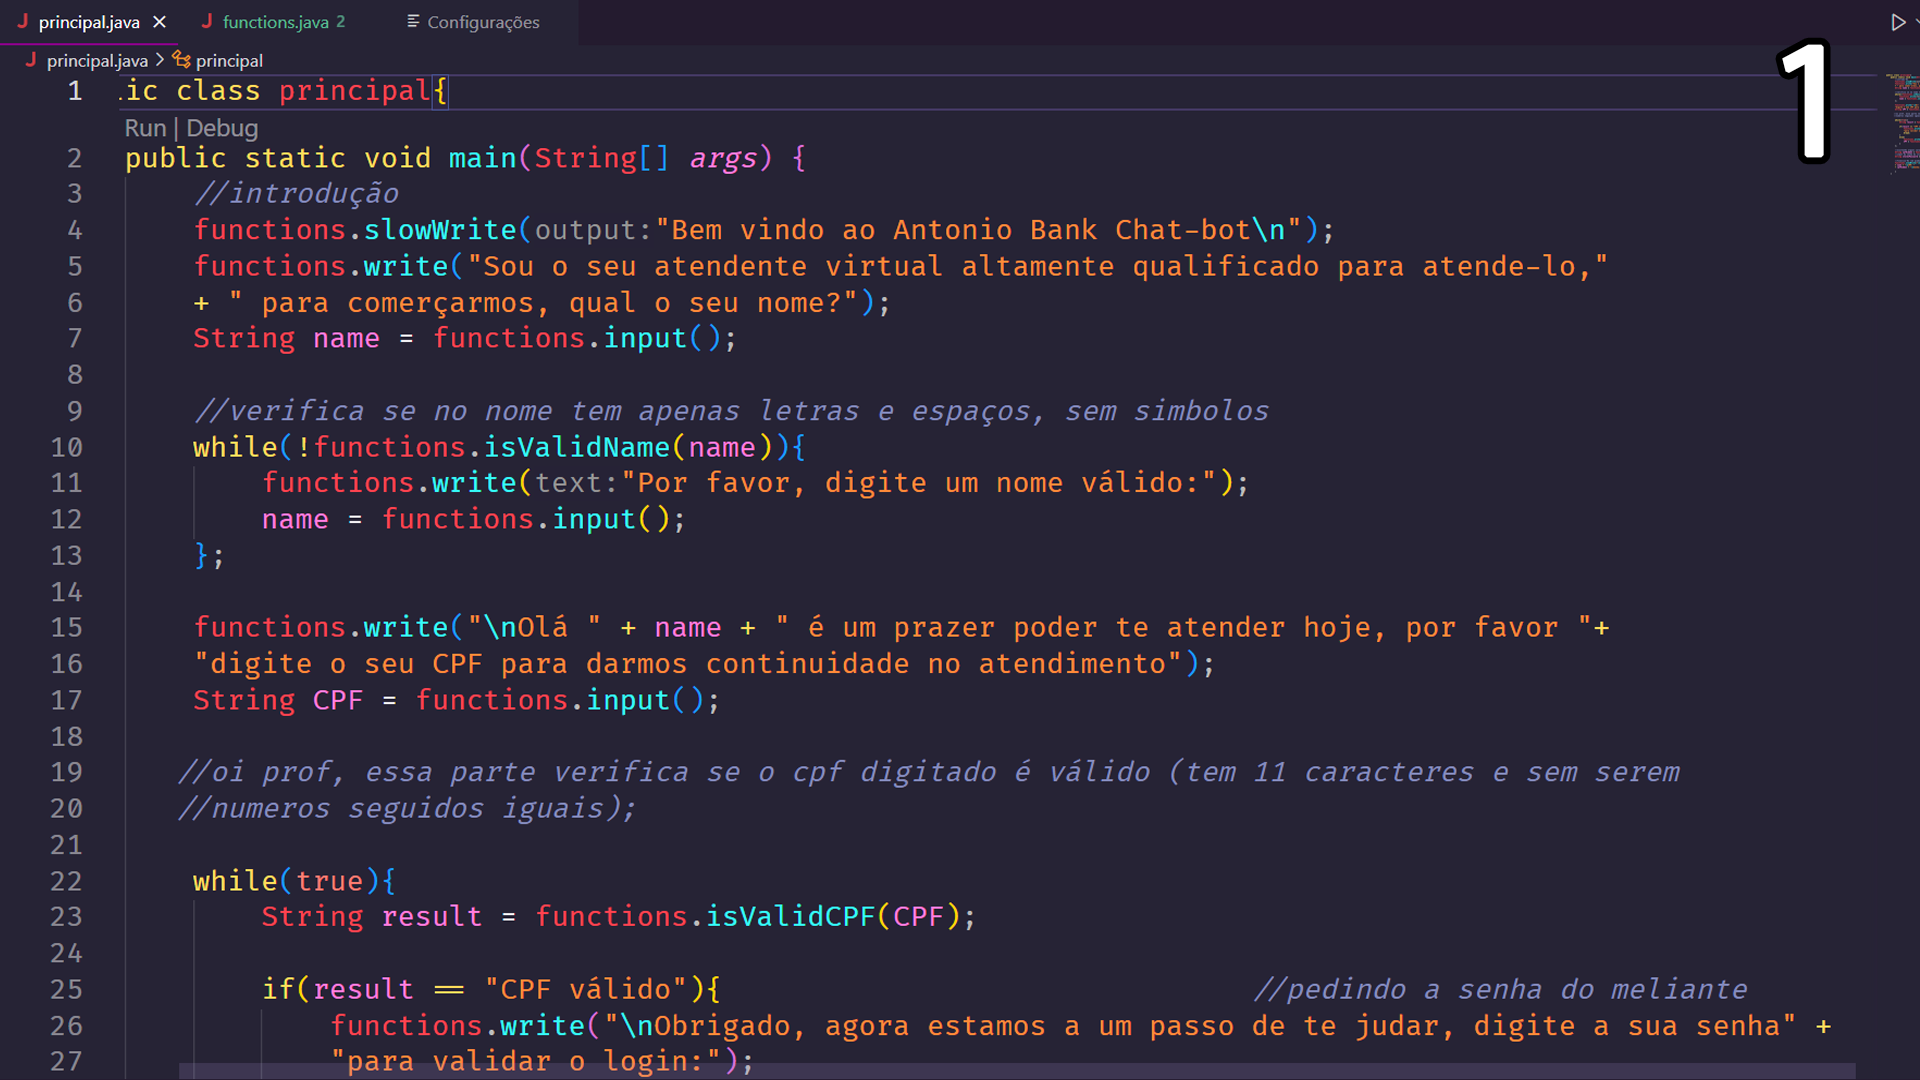 principal.java
functions.java 2
Configurações
principal.java > principal
1
1 ic class principal{
Run | Debug
2 public static void main(String[] args) {
3 //introdução
4 functions.slowWrite(output:"Bem vindo ao Antonio Bank Chat-bot\n");
5 functions.write("Sou o seu atendente virtual altamente qualificado para atende-lo,"
6 + " para comerçarmos, qual o seu nome?");
7 String name = functions.input();
8
9 //verifica se no nome tem apenas letras e espaços, sem simbolos
10 while(!functions.isValidName(name)){
11 functions.write(text:"Por favor, digite um nome válido:");
12 name = functions.input();
13 };
14
15 functions.write("\nOlá " + name + " é um prazer poder te atender hoje, por favor "+
16 "digite o seu CPF para darmos continuidade no atendimento");
17 String CPF = functions.input();
18
19 //oi prof, essa parte verifica se o cpf digitado é válido (tem 11 caracteres e sem serem
20 //numeros seguidos iguais);
21
22 while(true){
23 String result = functions.isValidCPF(CPF);
24
25 if(result == "CPF válido"){ //pedindo a senha do meliante
26 functions.write("\nObrigado, agora estamos a um passo de te judar, digite a sua senha" +
27 "para validar o login:");